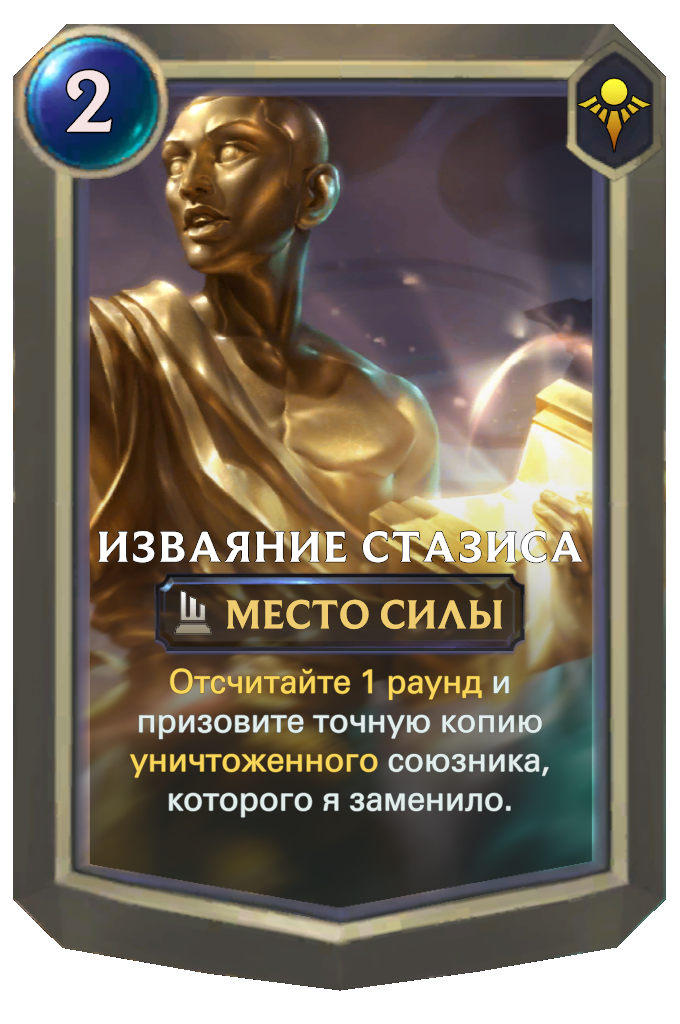 2
ИЗВАЯНИЕ СТАЗИСА
МЕСТО СИЛЫ
Отсчитайте 1 раунд и
призовите точную копию
уничтоженного союзника,
которого я заменило.